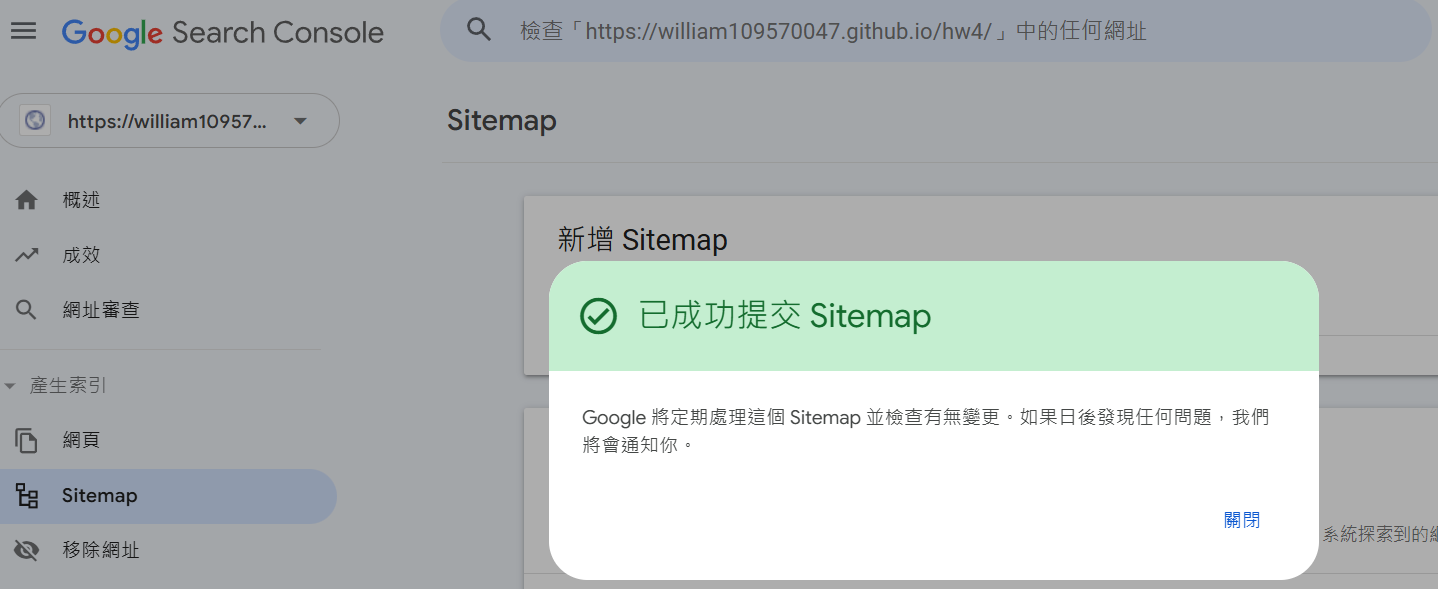 Google Search Console
檢查「https://william109570047.github.io/hw4/」中的任何網址
https://william10957...
Sitemap
概述
成效
網址審查
新增 Sitemap
已成功提交 Sitemap
Google 將定期處理這個 Sitemap 並檢查有無變更。如果日後發現任何問題，我們
將會通知你。
關閉
產生索引
網頁
Sitemap
移除網址
系統探索到的